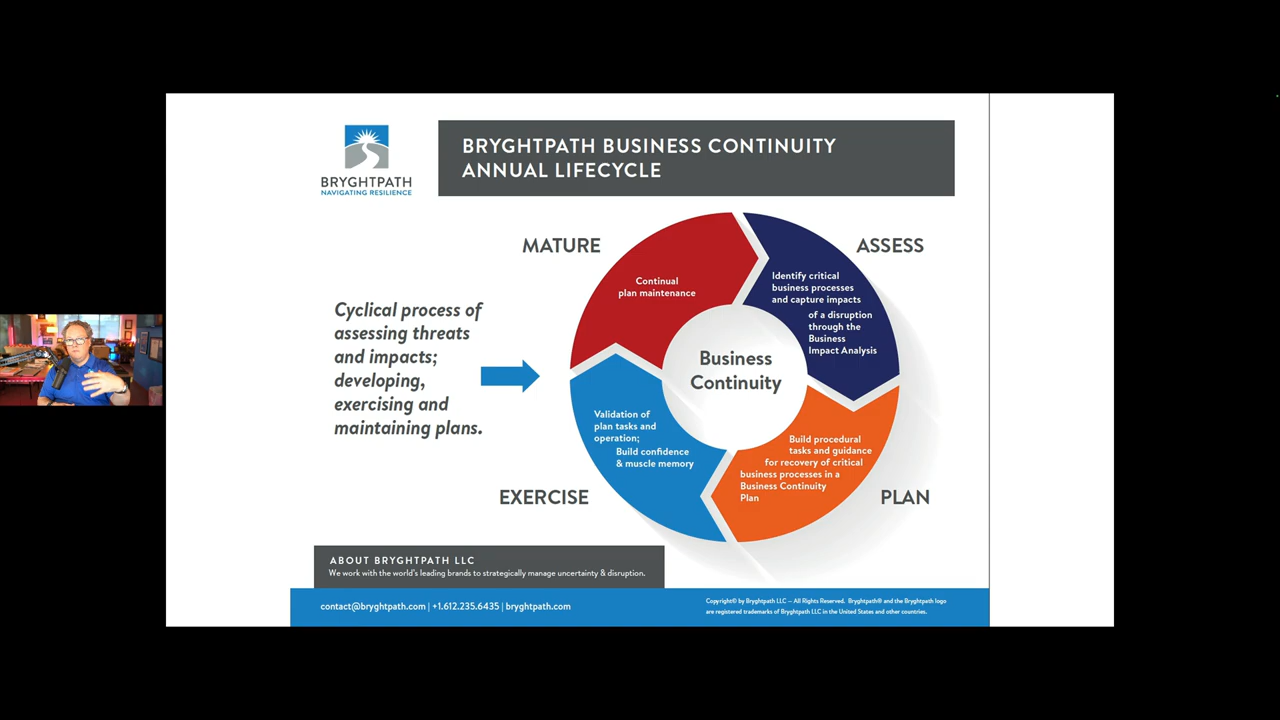 BRYGHTPATH
NAVIGATING RESILIENCE
BRYGHTPATH BUSINESS CONTINUITY
ANNUAL LIFECYCLE
MATURE
ASSESS
Continual
plan maintenance
Identify critical
business processes
and capture impacts
of a disruption
through the
Business
Impact Analysis
Cyclical process of
assessing threats
and impacts;
developing,
exercising and
maintaining plans.
Business
Continuity
Validation of
plan tasks and
operation;
Build confidence
& muscle memory
Build procedural
tasks and guidance
for recovery of critical
business processes in a
Business Continuity
Plan
EXERCISE
PLAN
ABOUT BRYGHTPATH LLC
We work with the world's leading brands to strategically manage uncertainty & disruption.
contact@bryghtpath.com | +1.612.235.6435 | bryghtpath.com
Copyright© by Bryghtpath LLC – All Rights Reserved. Bryghtpath® and the Bryghtpath logo
are registered trademarks of Bryghtpath LLC in the United States and other countries.